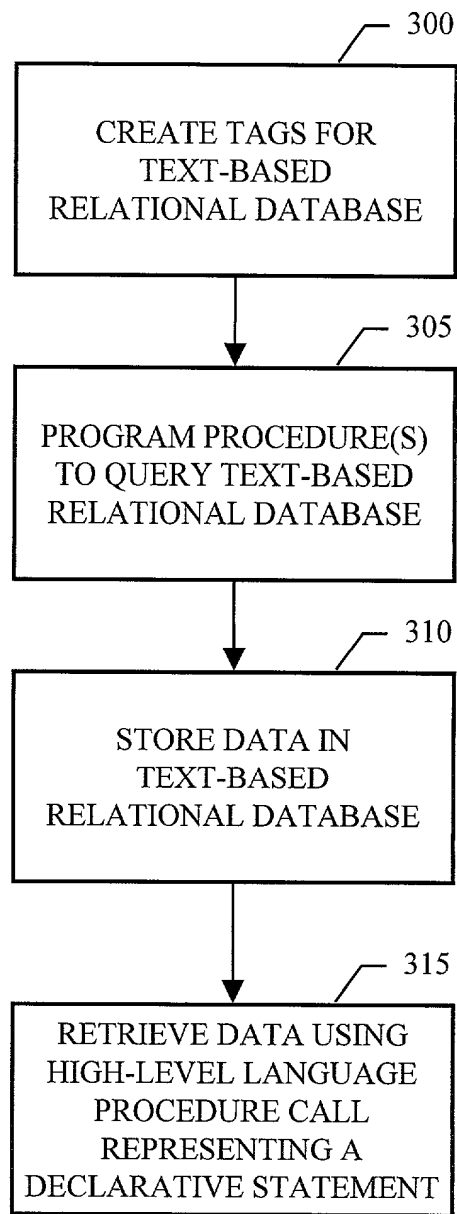 300
CREATE TAGS FOR
TEXT-BASED
RELATIONAL DATABASE
305
PROGRAM PROCEDURE(S)
TO QUERY TEXT-BASED
RELATIONAL DATABASE
310
STORE DATA IN
TEXT-BASED
RELATIONAL DATABASE
315
RETRIEVE DATA USING
HIGH-LEVEL LANGUAGE
PROCEDURE CALL
REPRESENTING A
DECLARATIVE STATEMENT